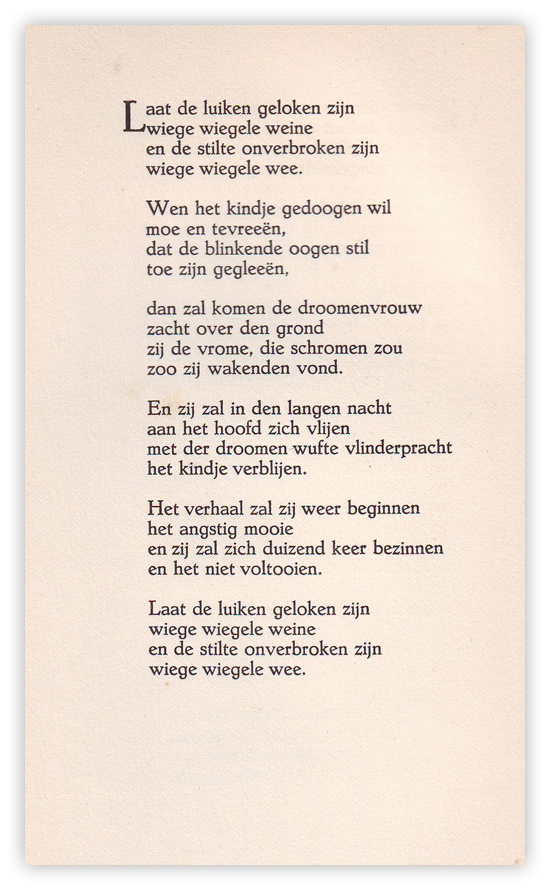 Laat de luiken geloken zijn
wiege wiegele weine
en de stilte onverbroken zijn
wiege wiegele wee.
Wen het kindje gedoogen wil
moe en tevreeën,
dat de blinkende oogen stil
toe zijn gegleeën,
dan zal komen de droomenvrouw
zacht over den grond
zij de vrome, die schromen zou
zoo zij wakenden vond.
En zij zal in den langen nacht
aan het hoofd zich vlijen
met der droomen wufte vlinderpracht
het kindje verblijen.
Het verhaal zal zij weer beginnen
het angstig mooie
en zij zal zich duizend keer bezinnen
en het niet voltooien.
Laat de luiken geloken zijn
wiege wiegele weine
en de stilte onverbroken zijn
wiege wiegele wee.